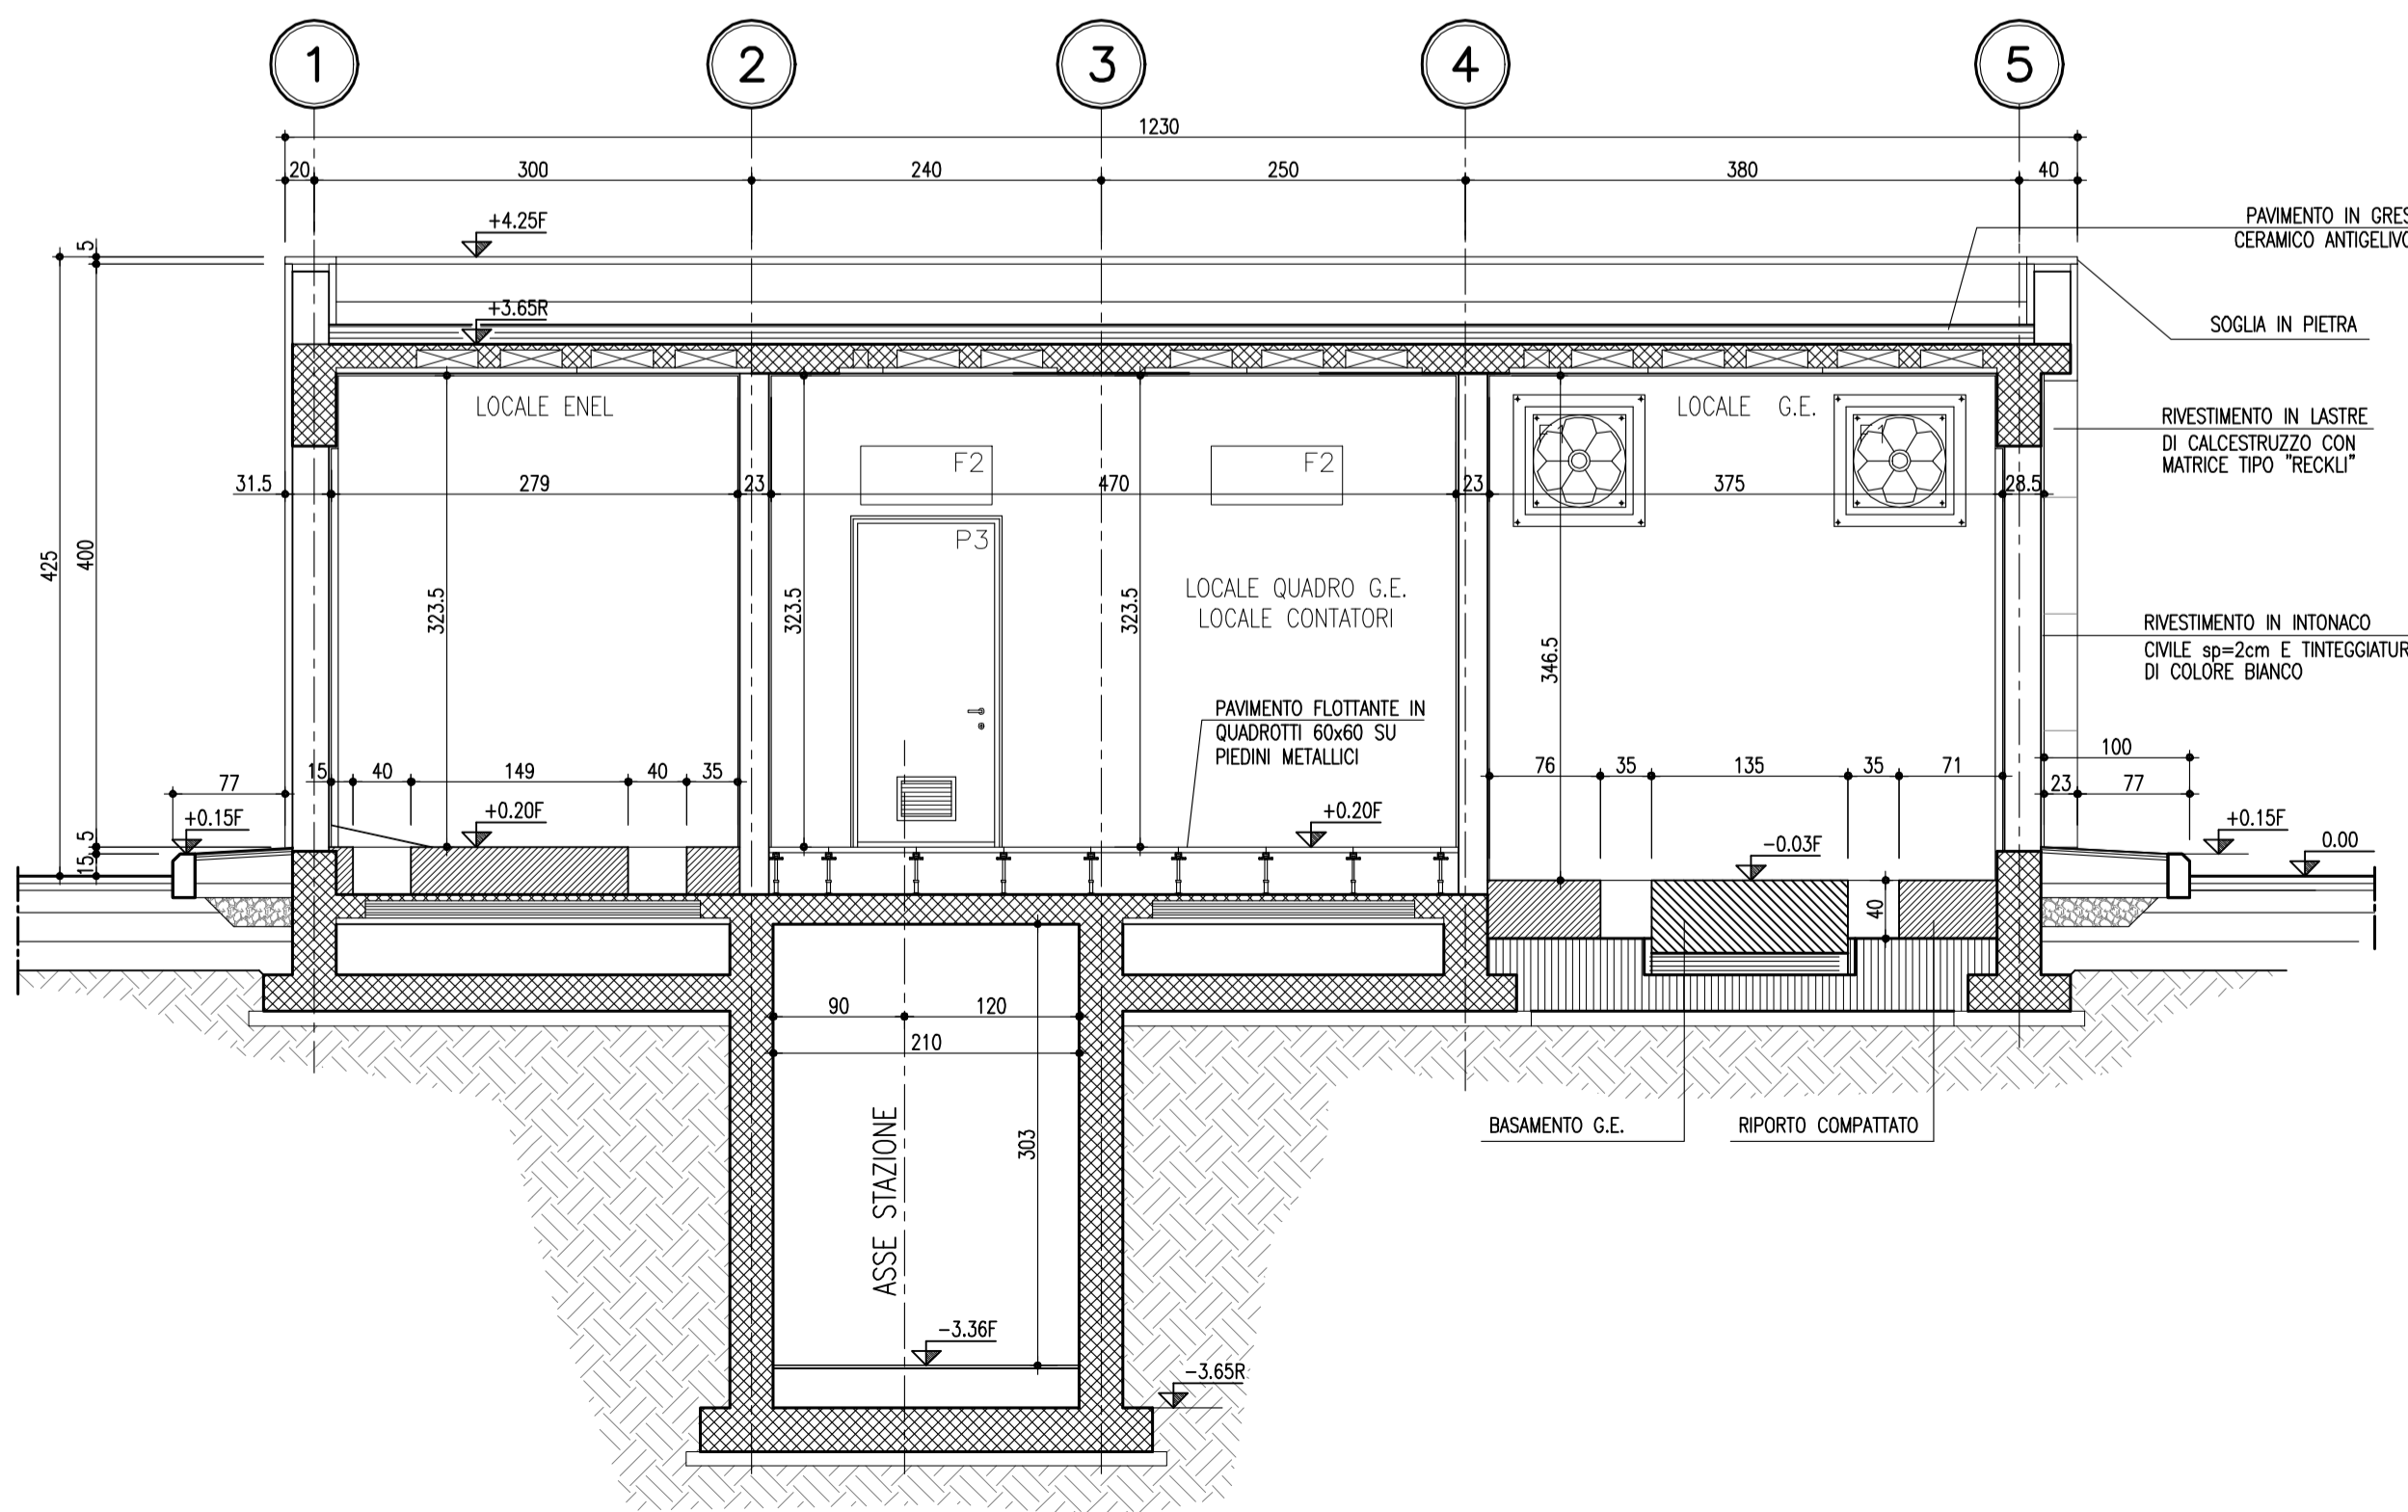 1 2 3 4 5
1230
20 300 240 250 380 40
+4.25F
PAVIMENTO IN GRES
CERAMICO ANTIGELIVO
5
+3.65R
SOGLIA IN PIETRA
LOCALE ENEL
LOCALE G.E.
F1 F1
RIVESTIMENTO IN LASTRE
DI CALCESTRUZZO CON
MATRICE TIPO "RECKLI"
F2 F2
31.5 279 23 470 23 375 28.5
P3
425 400
323.5 323.5 323.5
LOCALE QUADRO G.E.
LOCALE CONTATORI
346.5
RIVESTIMENTO IN INTONACO
CIVILE sp=2cm E TINTEGGIATUR
DI COLORE BIANCO
PAVIMENTO FLOTTANTE IN
QUADROTTI 60x60 SU
PIEDINI METALLICI
100
15 40 149 40 35
76 35 135 35 71
77
23 77
+0.15F
+0.20F
+0.20F
+0.15F
-0.03F
0.00
5
15
40
90 120
210
ASSE STAZIONE
303
BASAMENTO G.E.
RIPORTO COMPATTATO
-3.36F
-3.65R